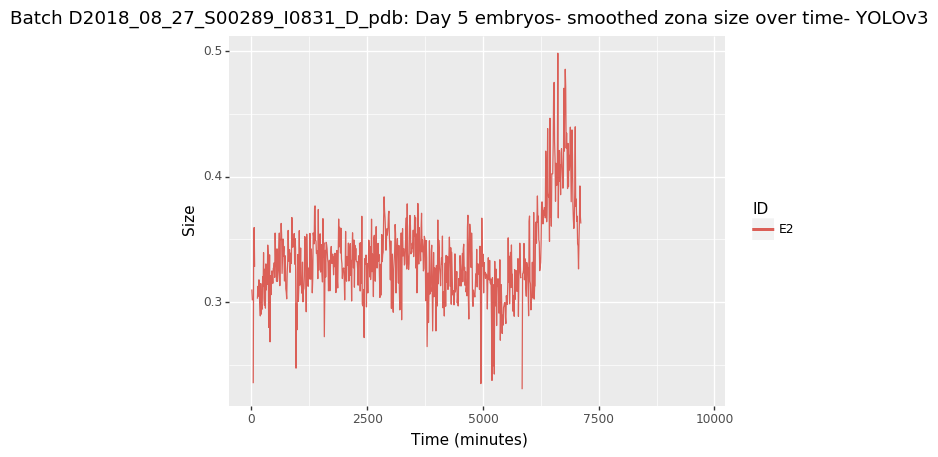 Batch D2018_08_27_S00289_I0831_D_pdb: Day 5 embryos- smoothed zona size over time- YOLOv3
0.5
0.4
0.3
Size
0
2500
5000
7500
10000
Time (minutes)
ID
E2